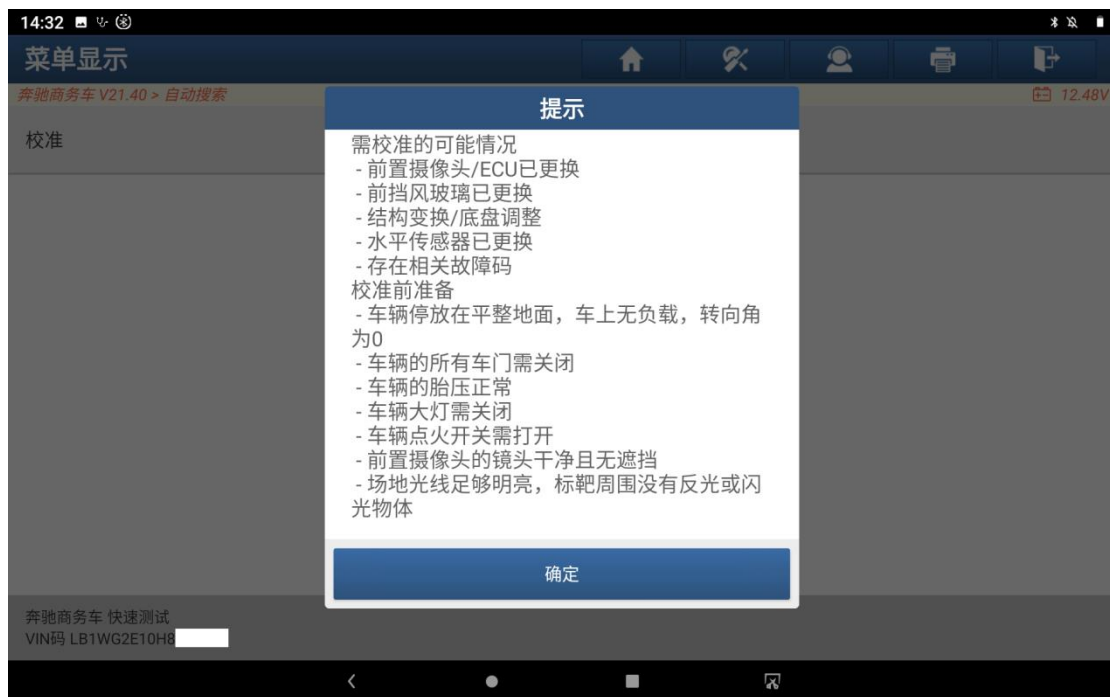 14:32
菜单显示
奔驰商务车 V21.40 > 自动搜索
12.48V
校准
提示
需校准的可能情况
- 前置摄像头/ECU已更换
- 前挡风玻璃已更换
- 结构变换/底盘调整
- 水平传感器已更换
- 存在相关故障码
校准前准备
- 车辆停放在平整地面，车上无负载，转向角
为0
- 车辆的所有车门需关闭
- 车辆的胎压正常
- 车辆大灯需关闭
- 车辆点火开关需打开
- 前置摄像头的镜头干净且无遮挡
- 场地光线足够明亮，标靶周围没有反光或闪
光物体
确定
奔驰商务车 快速测试
VIN码 LB1WG2E10H8